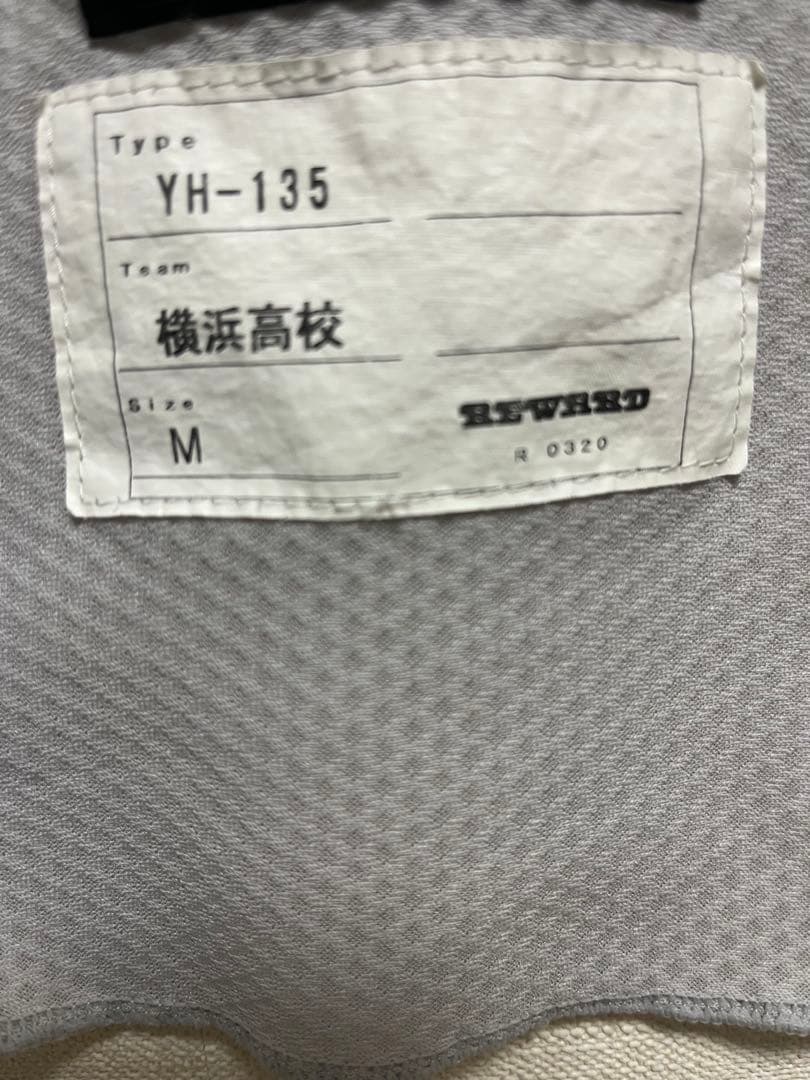 Type
YH-135
Team
横浜高校
Size
M
REWARD
R 0320